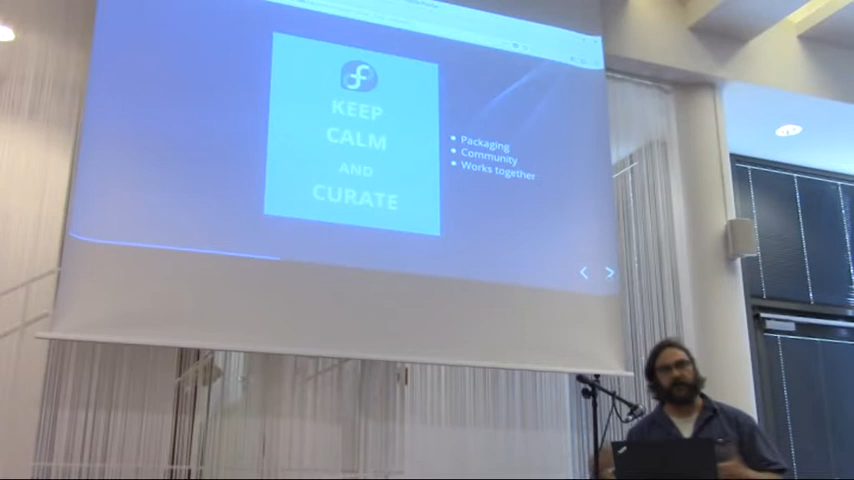 KEEP
CALM
AND
CURATE
Packaging
Community
Works together